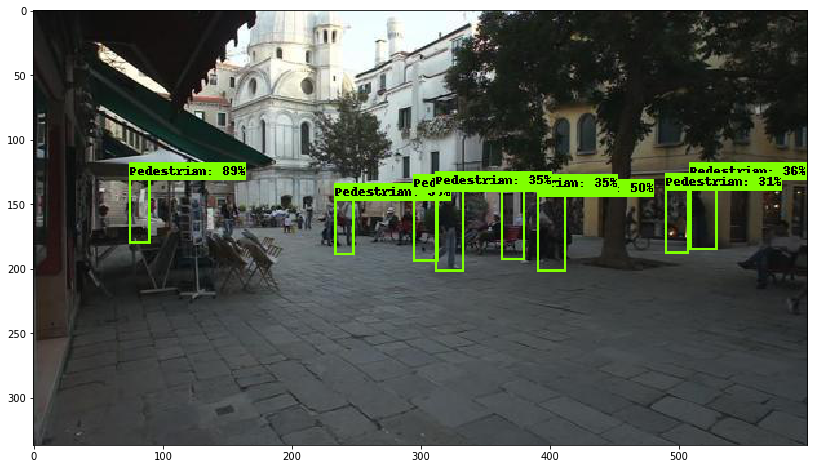 0
50
100
150
200
250
300
Pedestrian: 89%
Pedestrian:
Ped
Pedestrian: 35%
ian: 35%
50%
Pedestrian: 36%
Pedestrian: 31%
0
100
200
300
400
500